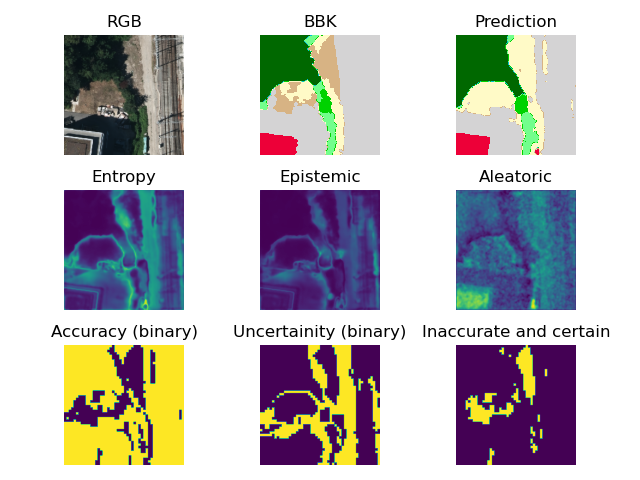 RGB
BBK
Prediction
Entropy
Epistemic
Aleatoric
Accuracy (binary)
Uncertainity (binary)
Inaccurate and certain